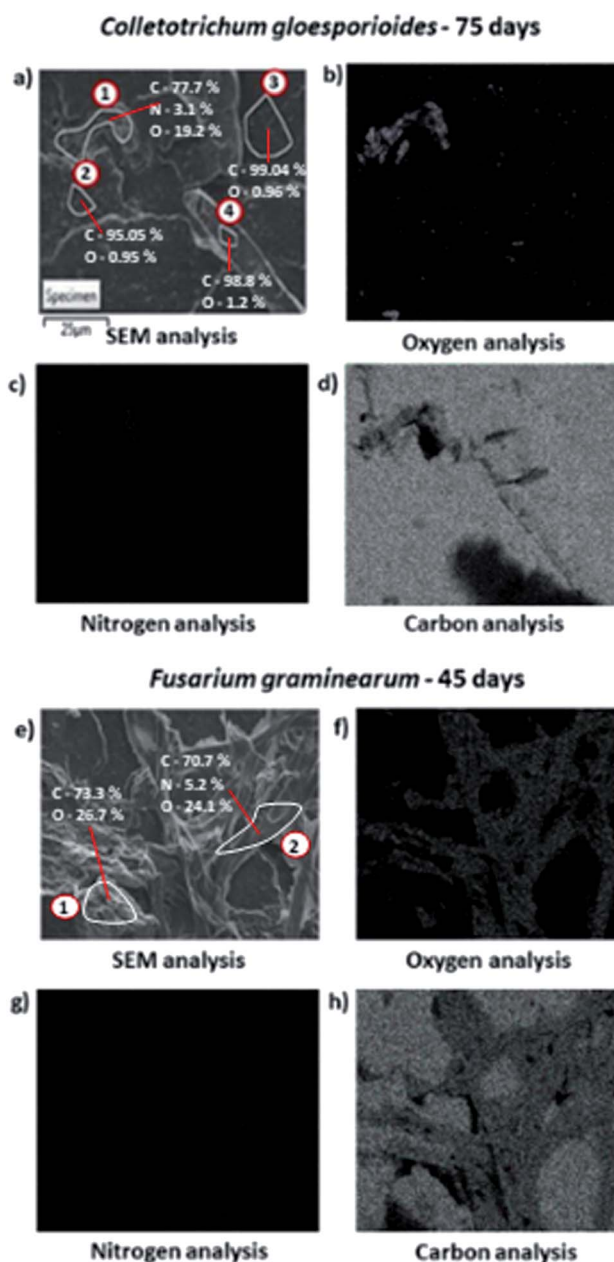 Colletotrichum gloesporioides - 75 days
a)
1
C - 77.7 %
N - 3.1 %
O - 19.2 %
3
2
C - 99.04 %
O - 0.96 %
4
C - 95.05 %
O - 0.95 %
C - 98.8 %
O - 1.2 %
Specimen
25µm
SEM analysis
b)
Oxygen analysis
c)
Nitrogen analysis
d)
Carbon analysis
Fusarium graminearum - 45 days
e)
C - 70.7 %
N - 5.2 %
O - 24.1 %
C - 73.3 %
O - 26.7 %
2
1
SEM analysis
f)
Oxygen analysis
g)
Nitrogen analysis
h)
Carbon analysis